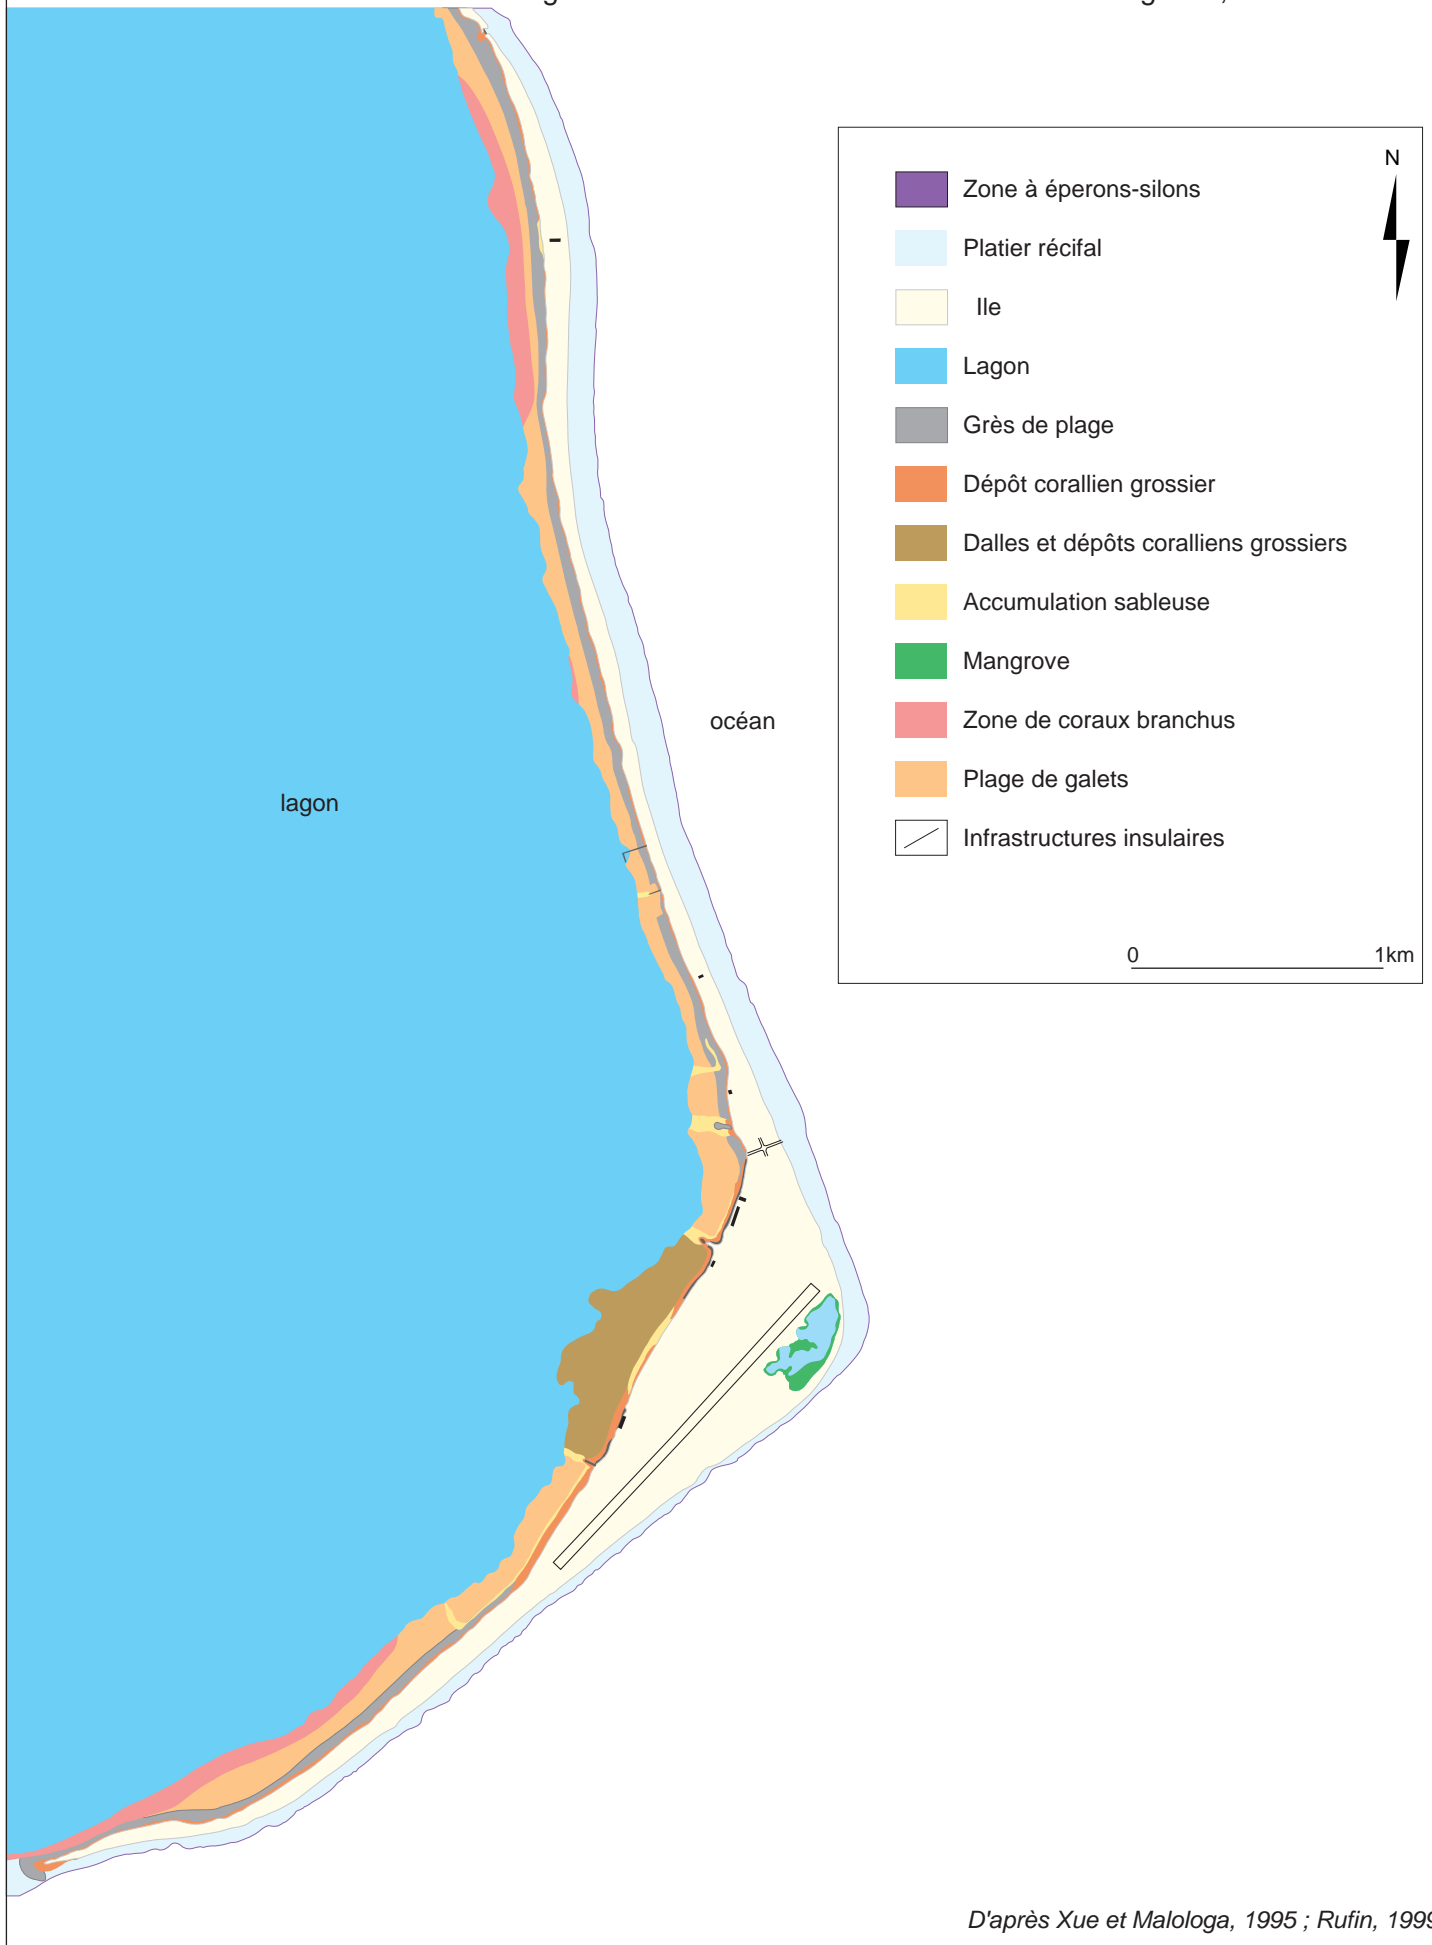 N
Zone à éperons-silons
Platier récifal
Ile
Lagon
Grès de plage
Dépôt corallien grossier
Dalles et dépôts coralliens grossiers
Accumulation sableuse
Mangrove
Zone de coraux branchus
Plage de galets
Infrastructures insulaires
0 1km
océan
lagon
D'après Xue et Malologa, 1995 ; Rufin, 1999